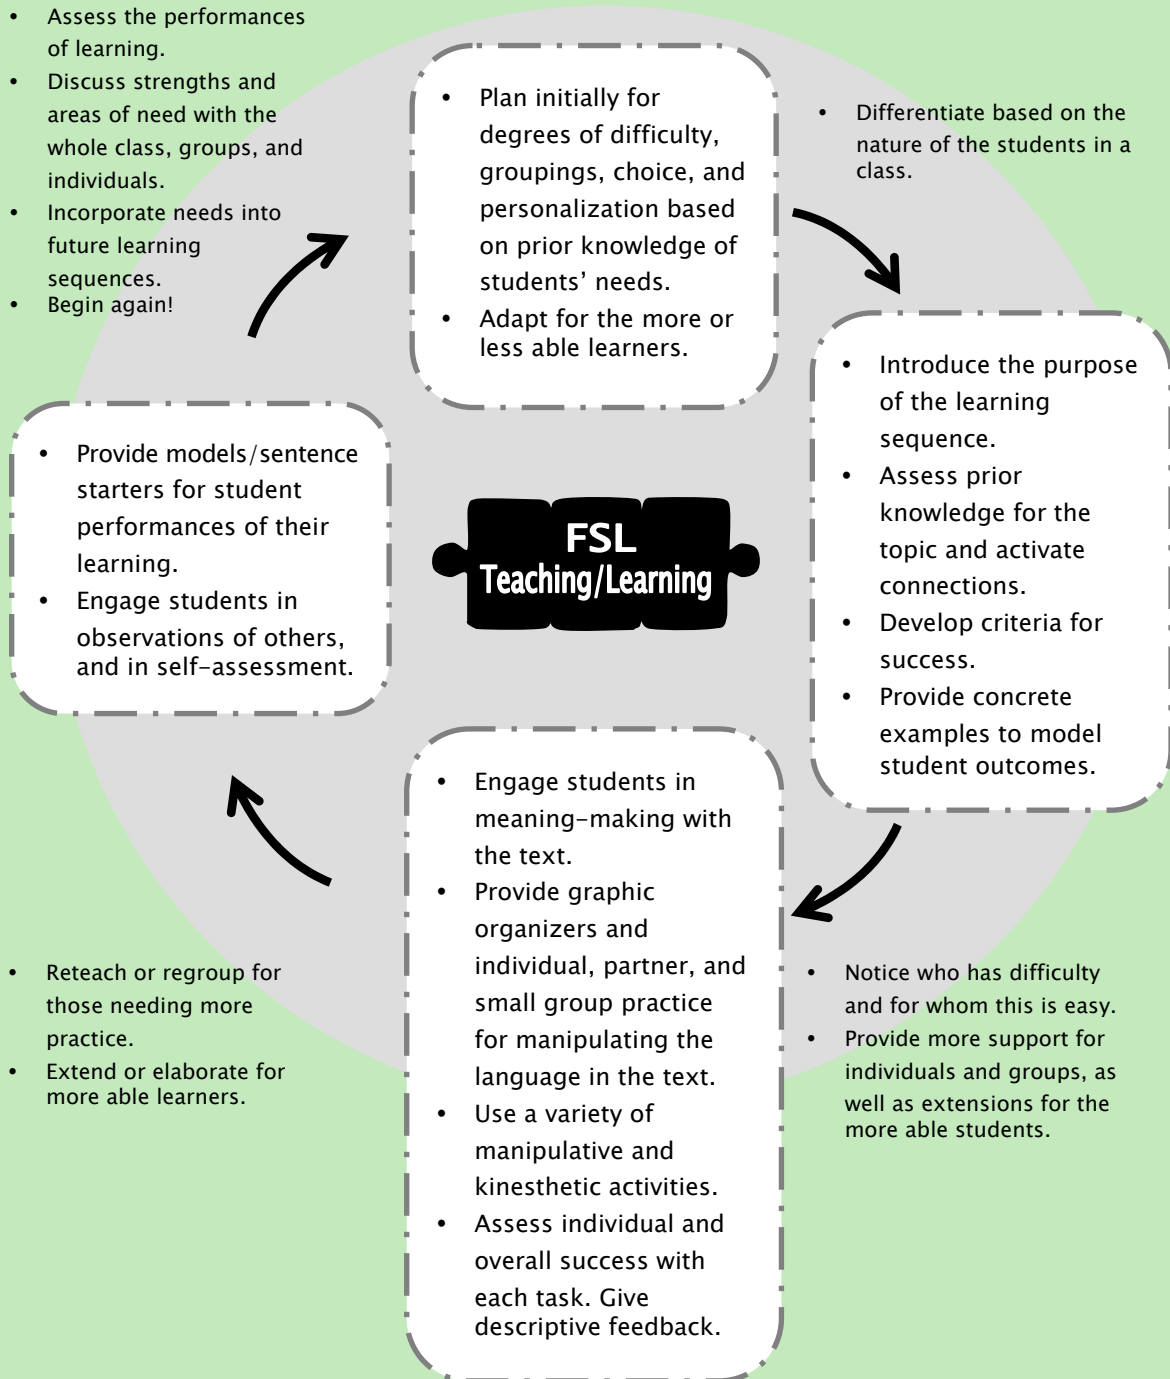 • Assess the performances
of learning.
• Discuss strengths and
areas of need with the
whole class, groups, and
individuals.
• Incorporate needs into
future learning
sequences.
• Begin again!
• Plan initially for
degrees of difficulty,
groupings, choice, and
personalization based
on prior knowledge of
students’ needs.
• Adapt for the more or
less able learners.
• Differentiate based on the
nature of the students in a
class.
• Introduce the purpose
of the learning
sequence.
• Assess prior
knowledge for the
topic and activate
connections.
• Develop criteria for
success.
• Provide concrete
examples to model
student outcomes.
• Provide models/sentence
starters for student
performances of their
learning.
• Engage students in
observations of others,
and in self-assessment.
FSL
Teaching/Learning
• Engage students in
meaning-making with
the text.
• Provide graphic
organizers and
individual, partner, and
small group practice
for manipulating the
language in the text.
• Use a variety of
manipulative and
kinesthetic activities.
• Assess individual and
overall success with
each task. Give
descriptive feedback.
• Reteach or regroup for
those needing more
practice.
• Extend or elaborate for
more able learners.
• Notice who has difficulty
and for whom this is easy.
• Provide more support for
individuals and groups, as
well as extensions for the
more able students.